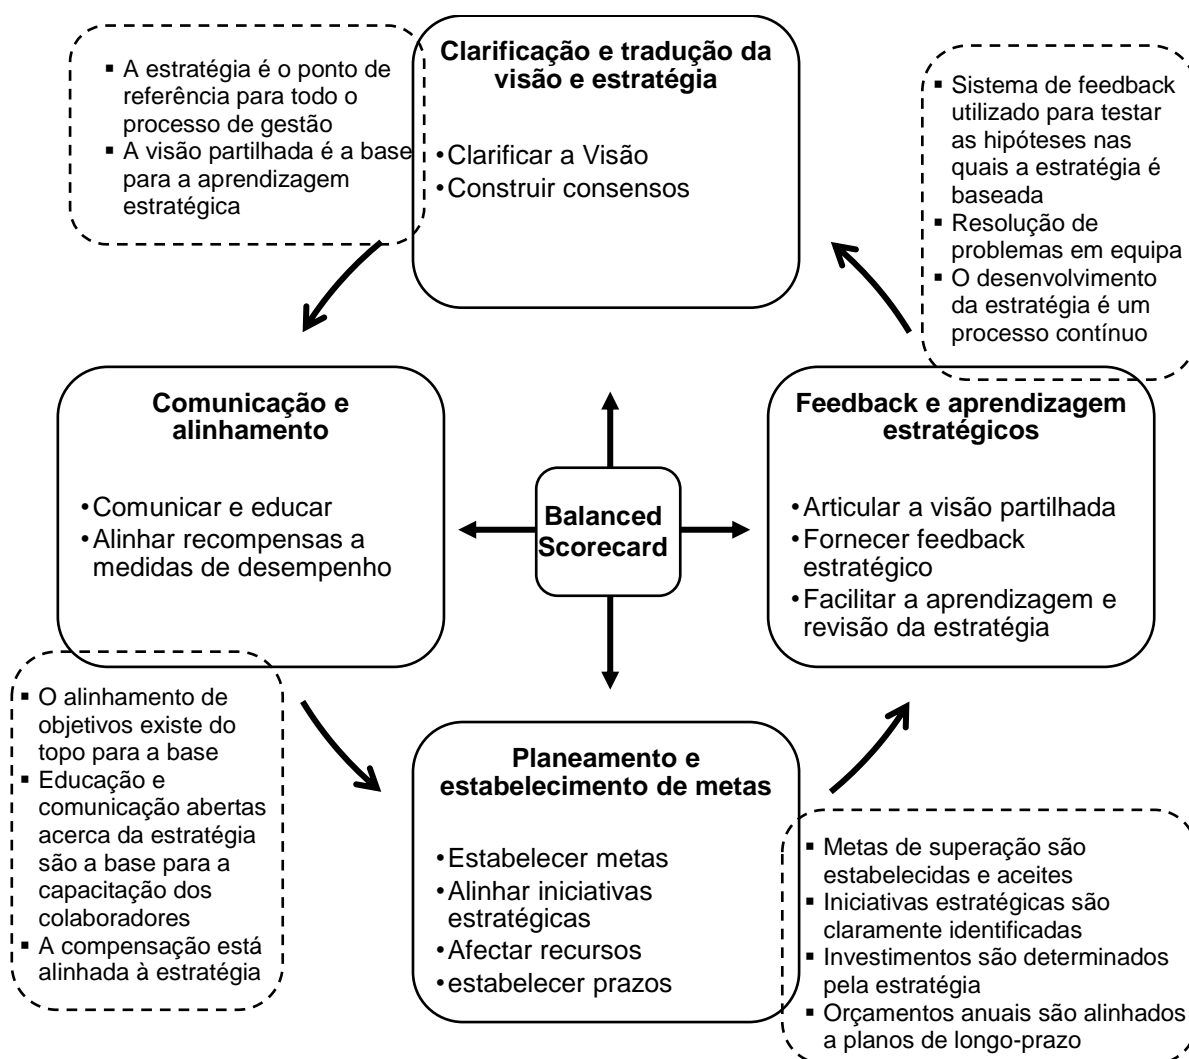 Clarificação e tradução da
visão e estratégia
• Clarificar a Visão
• Construir consensos
▪ A estratégia é o ponto de
referência para todo o
processo de gestão
▪ A visão partilhada é a base
para a aprendizagem
estratégica
▪ Sistema de feedback
utilizado para testar
as hipóteses nas
quais a estratégia é
baseada
▪ Resolução de
problemas em equipa
▪ O desenvolvimento
da estratégia é um
processo contínuo
Comunicação e
alinhamento
• Comunicar e educar
• Alinhar recompensas a
medidas de desempenho
Balanced
Scorecard
Feedback e aprendizagem
estratégicos
• Articular a visão partilhada
• Fornecer feedback
estratégico
• Facilitar a aprendizagem e
revisão da estratégia
▪ O alinhamento de
objetivos existe do
topo para a base
▪ Educação e
comunicação abertas
acerca da estratégia
são a base para a
capacitação dos
colaboradores
▪ A compensação está
alinhada à estratégia
Planeamento e
estabelecimento de metas
• Estabelecer metas
• Alinhar iniciativas
estratégicas
• Afectar recursos
• estabelecer prazos
▪ Metas de superação são
estabelecidas e aceites
▪ Iniciativas estratégicas são
claramente identificadas
▪ Investimentos são determinados
pela estratégia
▪ Orçamentos anuais são alinhados
a planos de longo-prazo